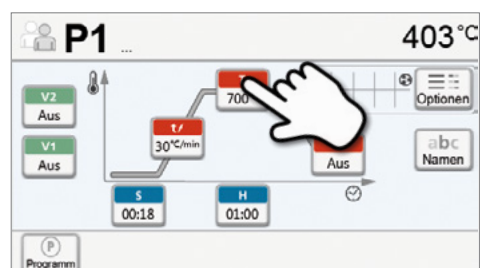 P1 ...
403°C
V2
Aus
700
Optionen
t
30°C/min
V1
Aus
Aus
abc
Namen
S
00:18
H
01:00
P
Programm